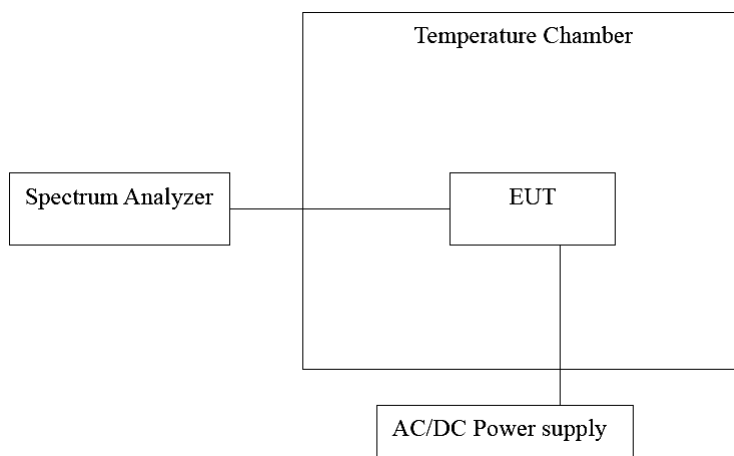 Temperature Chamber
Spectrum Analyzer
EUT
AC/DC Power supply